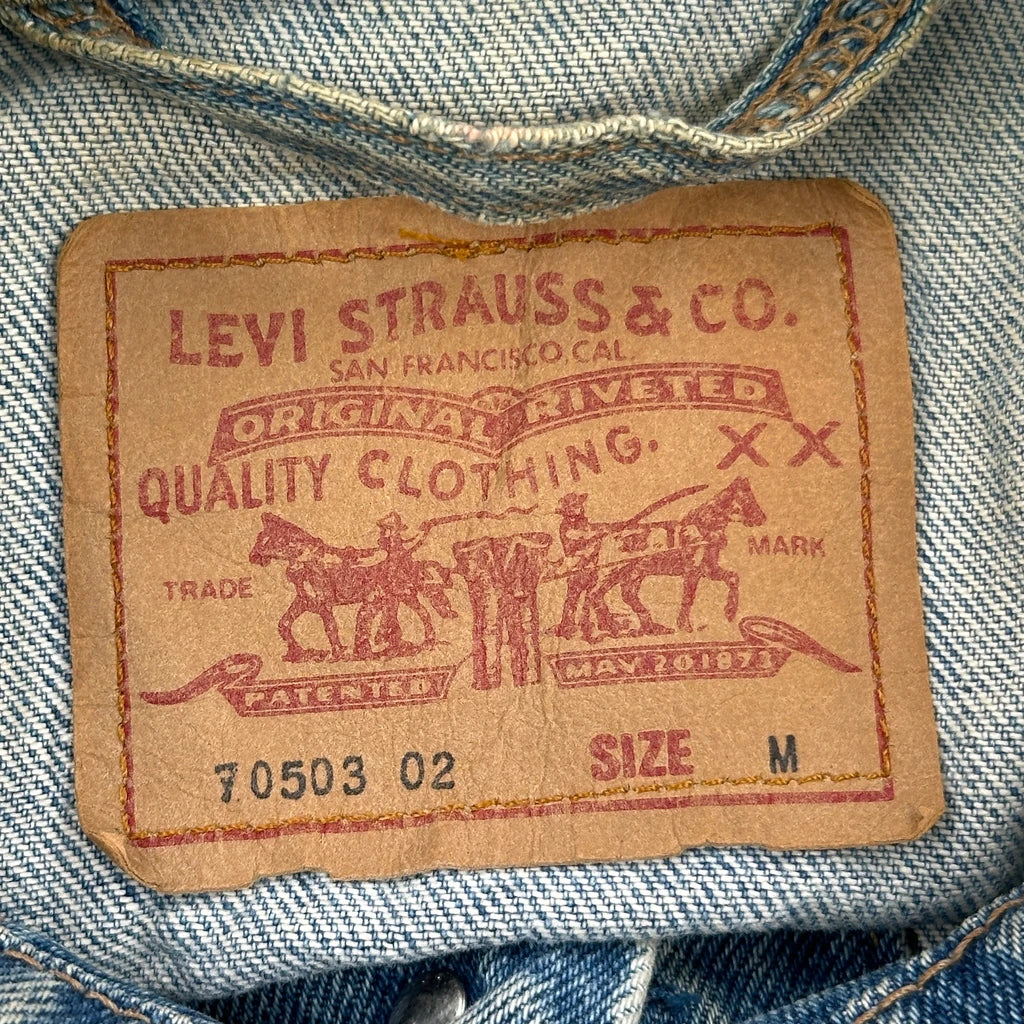 LEVI STRAUSS & CO.
SAN FRANCISCO, CAL.
ORIGINAL RIVETED
QUALITY CLOTHING.
XX
TRADE MARK
PATENTED MAY 20 1873
70503 02 SIZE M